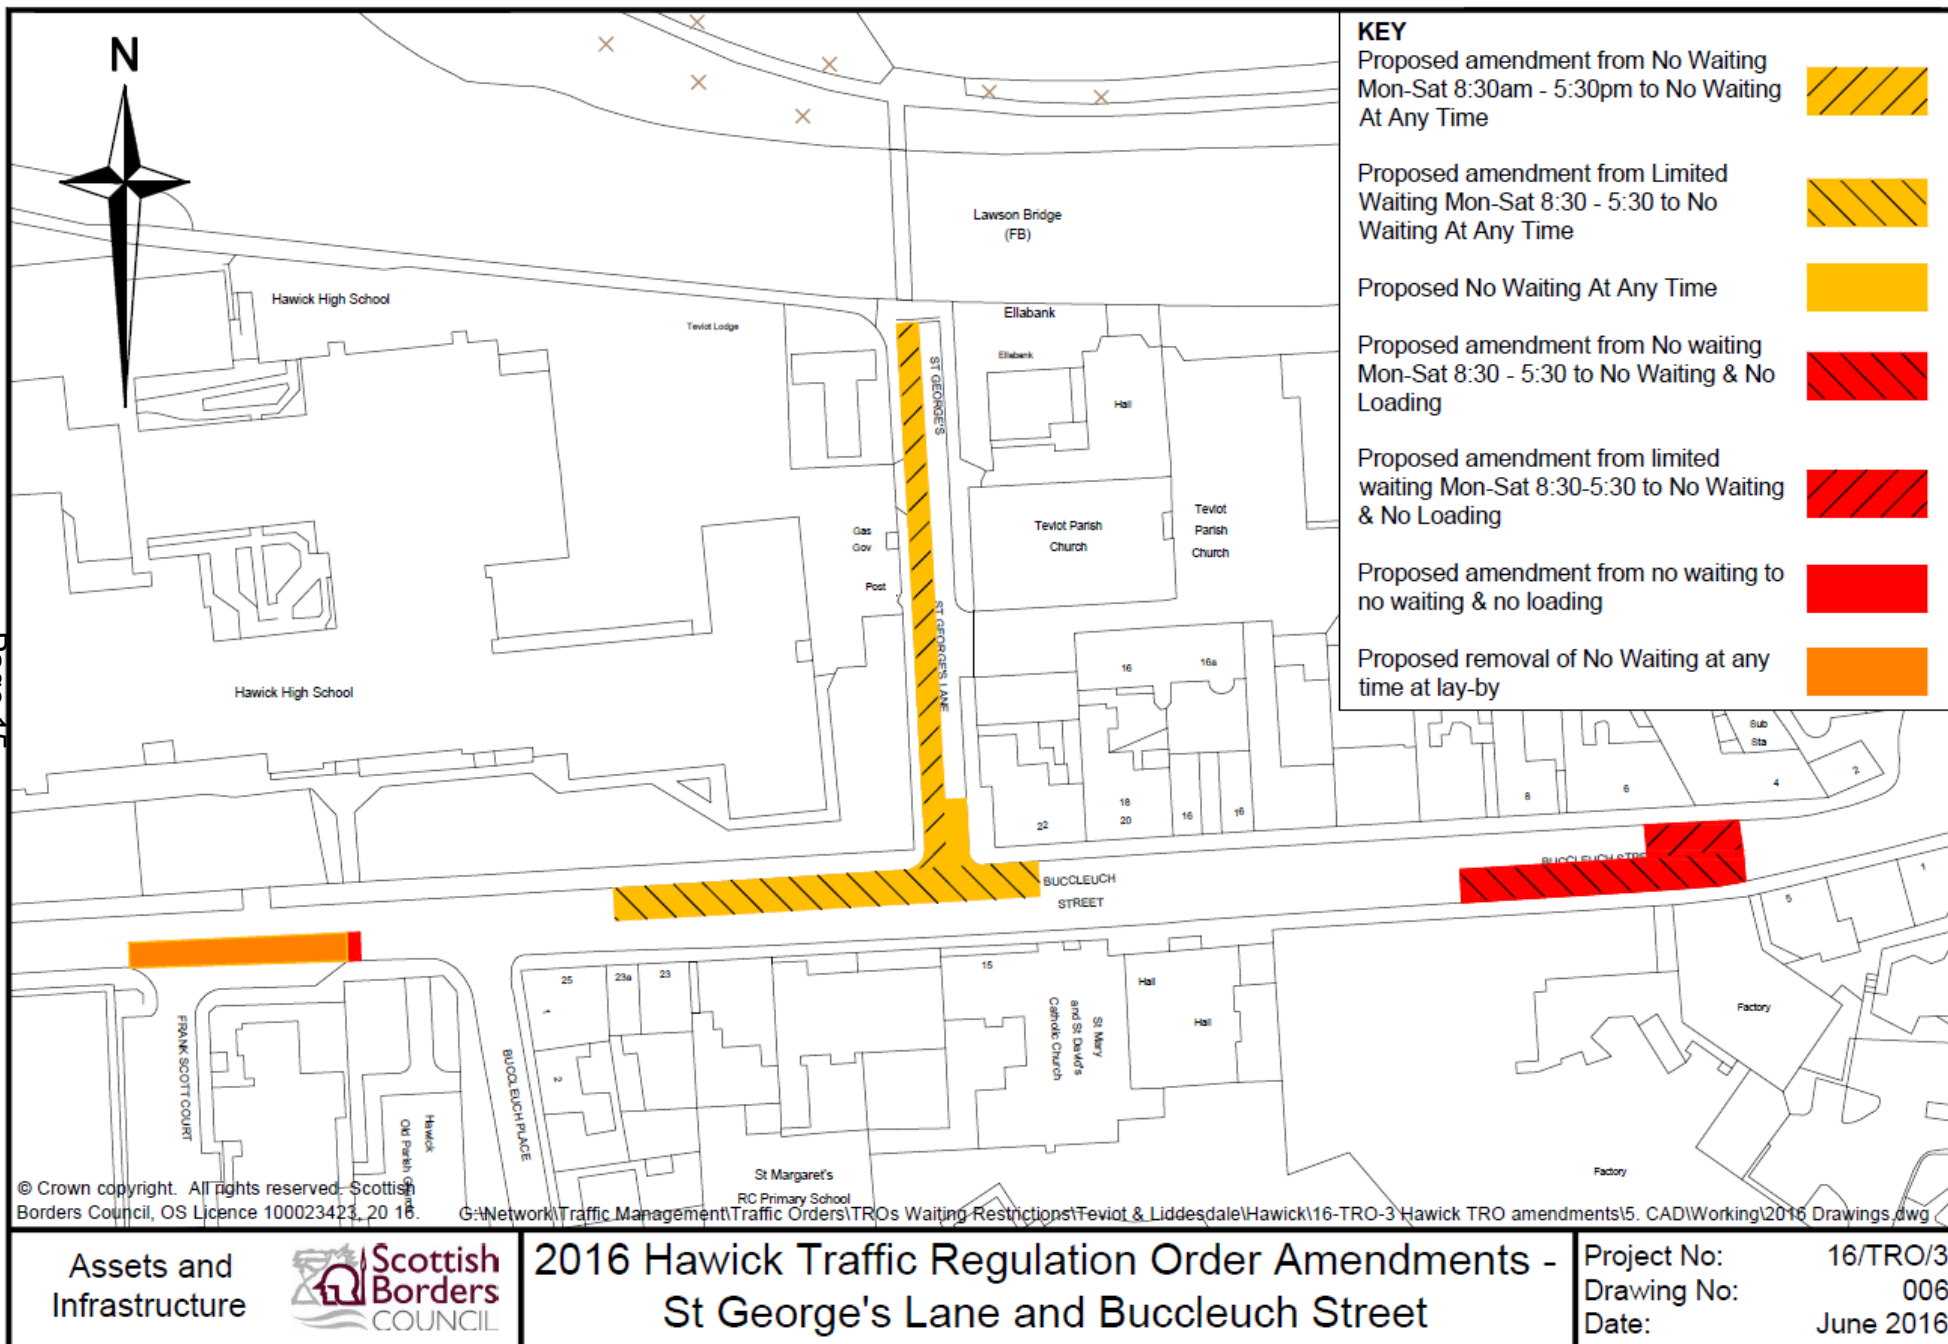 N
KEY
Proposed amendment from No Waiting
Mon-Sat 8:30am - 5:30pm to No Waiting
At Any Time
Proposed amendment from Limited
Waiting Mon-Sat 8:30 - 5:30 to No
Waiting At Any Time
Proposed No Waiting At Any Time
Proposed amendment from No waiting
Mon-Sat 8:30 - 5:30 to No Waiting & No
Loading
Proposed amendment from limited
waiting Mon-Sat 8:30-5:30 to No Waiting
& No Loading
Proposed amendment from no waiting to
no waiting & no loading
Proposed removal of No Waiting at any
time at lay-by
Lawson Bridge
(FB)
Hawick High School
Teviot Lodge
Ellabank
Ellabank
Hall
ST GEORGE'S
Teviot Parish
Church
Teviot
Parish
Church
Gas
Gov
Post
ST GEORGE'S LANE
Hawick High School
16
16a
Sub
Sta
2
4
6
8
22
18
20
16
16
BUCCLEUCH
STREET
BUCCLEUCH STRE
1
5
25
23a
23
15
1
2
Hall
Hall
St Mary
and St David's
Catholic Church
Factory
Factory
FRANK SCOTT COURT
BUCCLEUCH PLACE
Hawick
Old Parish Church
St Margaret's
RC Primary School
© Crown copyright. All rights reserved. Scottish
Borders Council, OS Licence 100023423, 20 16.
G:\Network\Traffic Management\Traffic Orders\TROs Waiting Restrictions\Teviot & Liddesdale\Hawick\16-TRO-3 Hawick TRO amendments\5. CAD\Working\2016 Drawings.dwg
Assets and
Infrastructure
Scottish
Borders
COUNCIL
2016 Hawick Traffic Regulation Order Amendments -
St George's Lane and Buccleuch Street
Project No: 16/TRO/3
Drawing No: 006
Date: June 2016